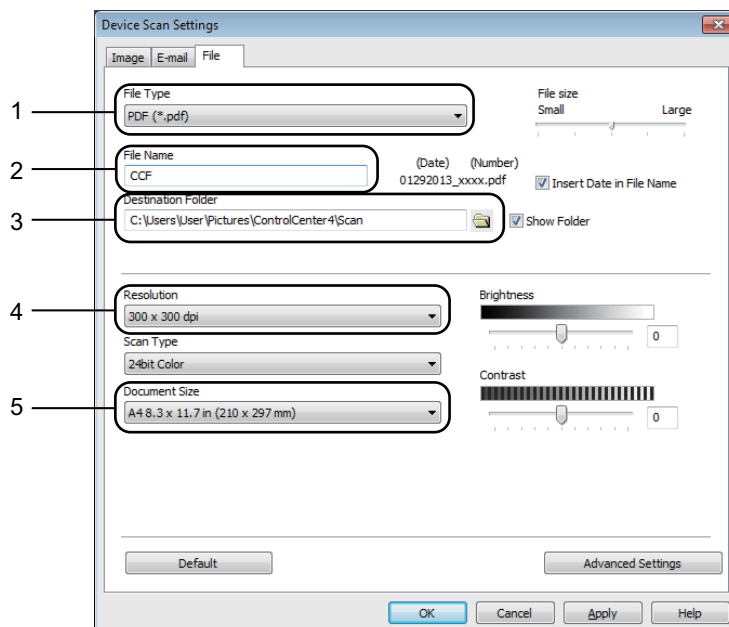 Device Scan Settings
Image E-mail File
1
File Type
PDF (*.pdf)
File size
Small Large
2
File Name
CCF
(Date) (Number)
01292013_xxxx.pdf
Insert Date in File Name
3
Destination Folder
C:\Users\User\Pictures\ControlCenter4\Scan
Show Folder
4
Resolution
300 x 300 dpi
Brightness
0
Scan Type
24bit Color
Contrast
0
5
Document Size
A4 8.3 x 11.7 in (210 x 297 mm)
Default
Advanced Settings
OK Cancel Apply Help